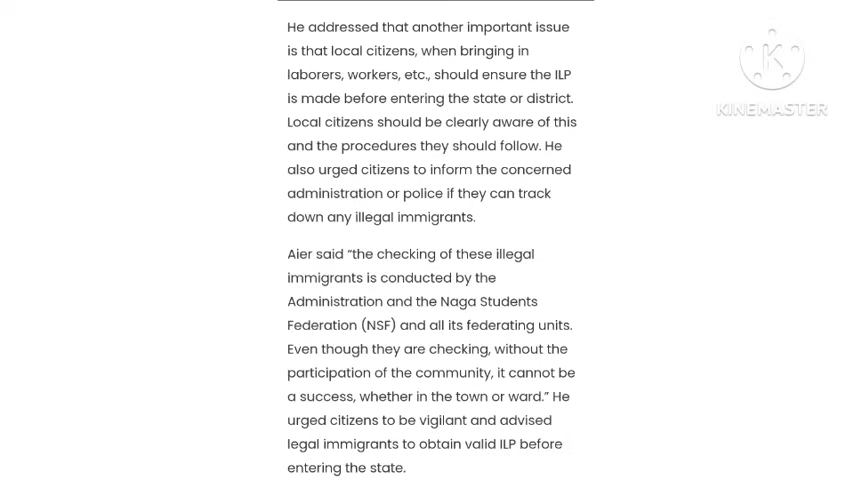 He addressed that another important issue
is that local citizens, when bringing in
laborers, workers, etc., should ensure the ILP
is made before entering the state or district.
Local citizens should be clearly aware of this
and the procedures they should follow. He
also urged citizens to inform the concerned
administration or police if they can track
down any illegal immigrants.
Aier said “the checking of these illegal
immigrants is conducted by the
Administration and the Naga Students
Federation (NSF) and all its federating units.
Even though they are checking, without the
participation of the community, it cannot be
a success, whether in the town or ward.” He
urged citizens to be vigilant and advised
legal immigrants to obtain valid ILP before
entering the state.
K
KINEMASTER